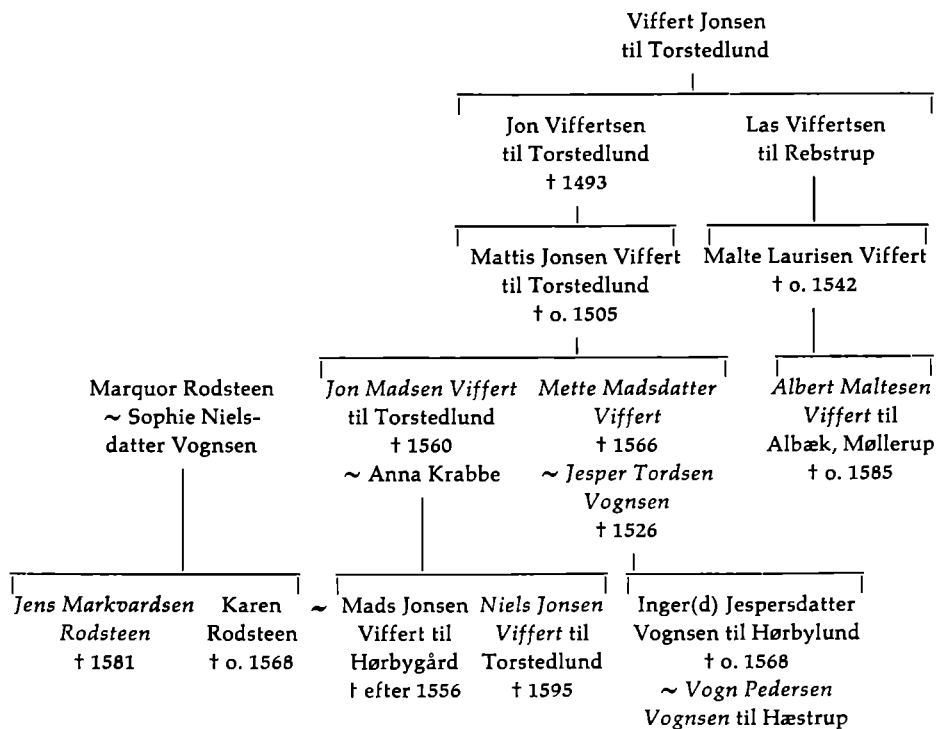 Viffert Jonsen
til Torstedlund
Jon Viffertsen
til Torstedlund
† 1493
Las Viffertsen
til Rebstrup
Mattis Jonsen Viffert
til Torstedlund
† o. 1505
Malte Laurisen Viffert
† o. 1542
Marquor Rodsteen
~ Sophie Niels-
datter Vognsen
Jon Madsen Viffert
til Torstedlund
† 1560
~ Anna Krabbe
Mette Madsdatter
Viffert
† 1566
~ Jesper Tordsen
Vognsen
† 1526
Albert Maltesen
Viffert til
Albæk, Møllerup
† o. 1585
Jens Markvardsen
Rodsteen
† 1581
Karen
Rodsteen
† o. 1568
~ Mads Jonsen
Viffert til
Hørbygård
† efter 1556
Niels Jonsen
Viffert til
Torstedlund
† 1595
Inger(d) Jespersdatter
Vognsen til Hørbylund
† o. 1568
~ Vogn Pedersen
Vognsen til Hæstrup